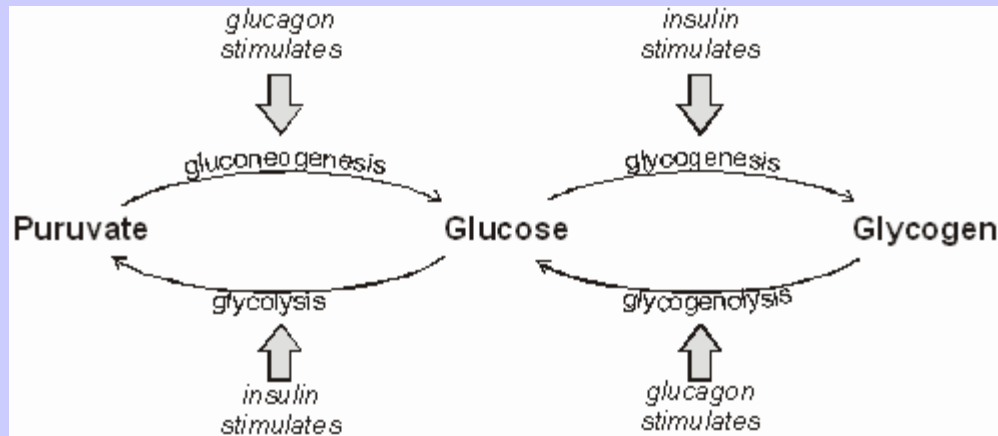 glucagon
stimulates
insulin
stimulates
gluconeogenesis
glycogenesis
Puruvate
Glucose
Glycogen
glycolysis
glycogenolysis
insulin
stimulates
glucagon
stimulates